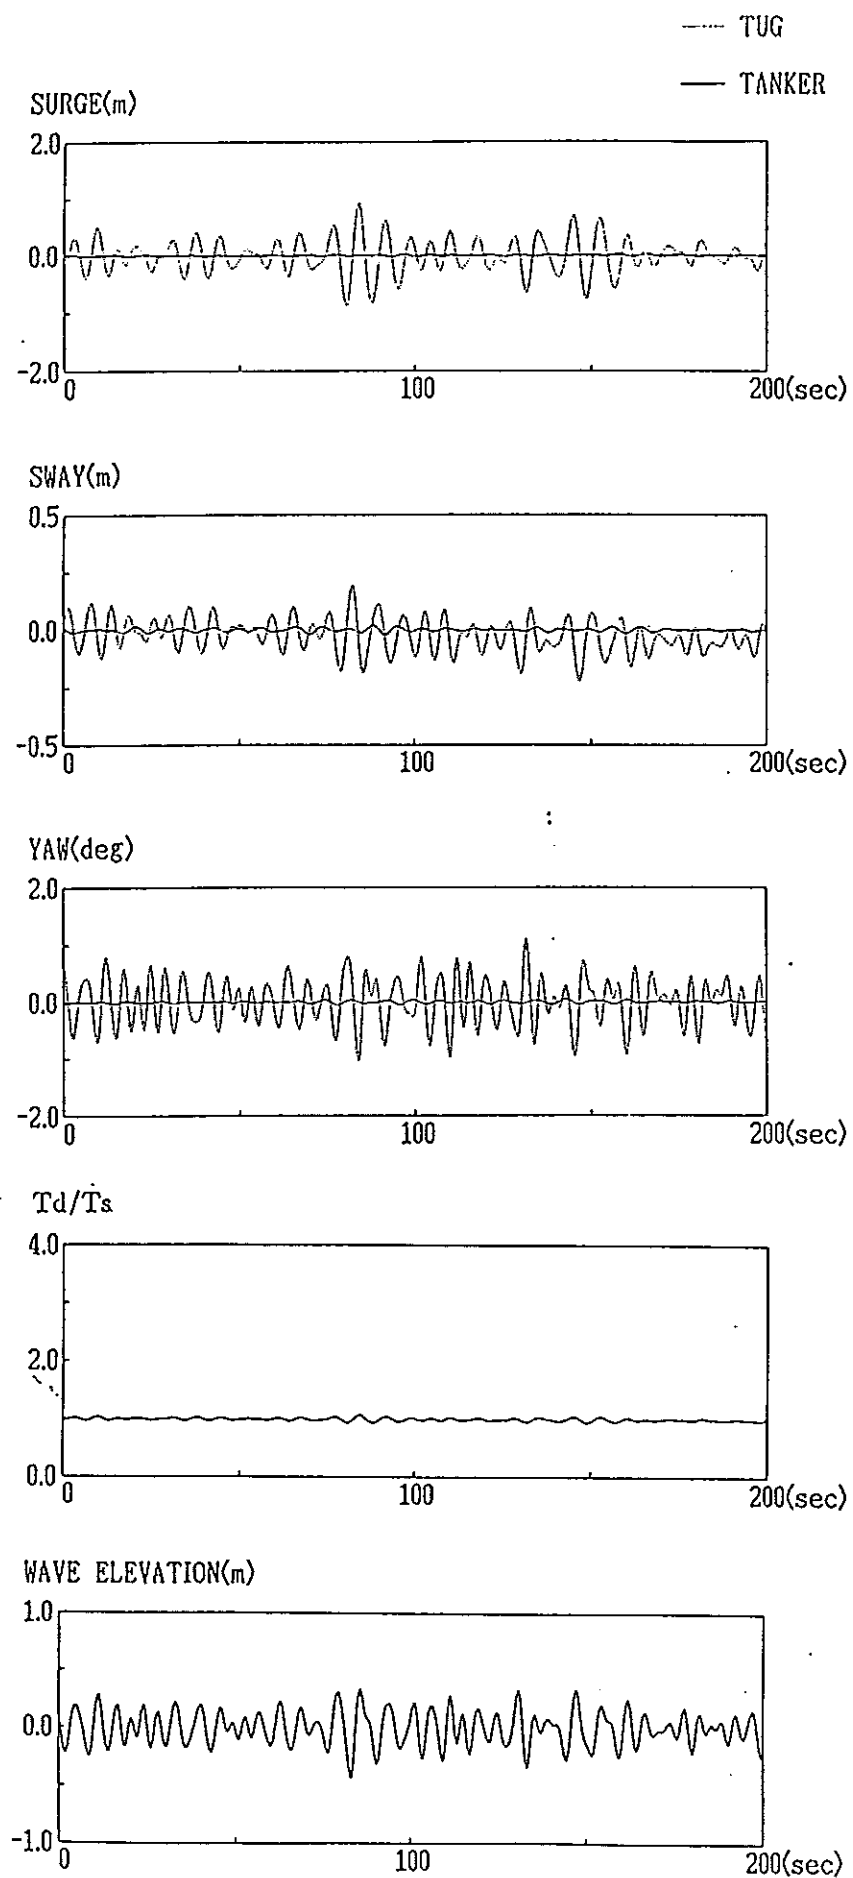 TUG
TANKER
SURGE(m)
2.0
0.0
-2.0
0 100 200(sec)
SWAY(m)
0.5
0.0
-0.5
0 100 200(sec)
YAW(deg)
2.0
0.0
-2.0
0 100 200(sec)
Td/Ts
4.0
2.0
0.0
0 100 200(sec)
WAVE ELEVATION(m)
1.0
0.0
-1.0
0 100 200(sec)